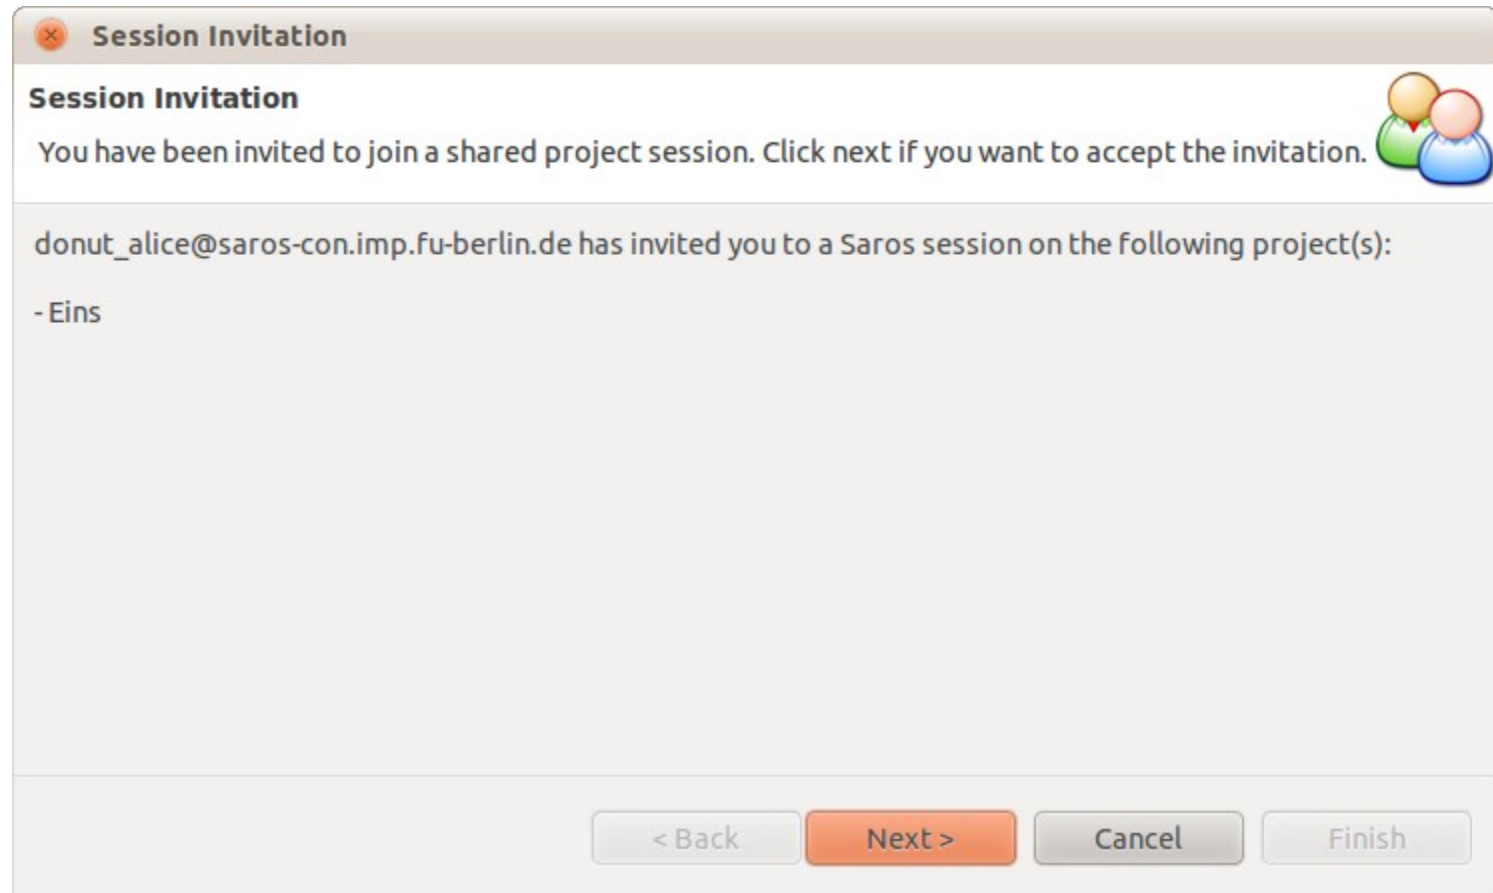 Session Invitation
Session Invitation
You have been invited to join a shared project session. Click next if you want to accept the invitation.
donut_alice@saros-con.imp.fu-berlin.de has invited you to a Saros session on the following project(s):
- Eins
< Back Next > Cancel Finish